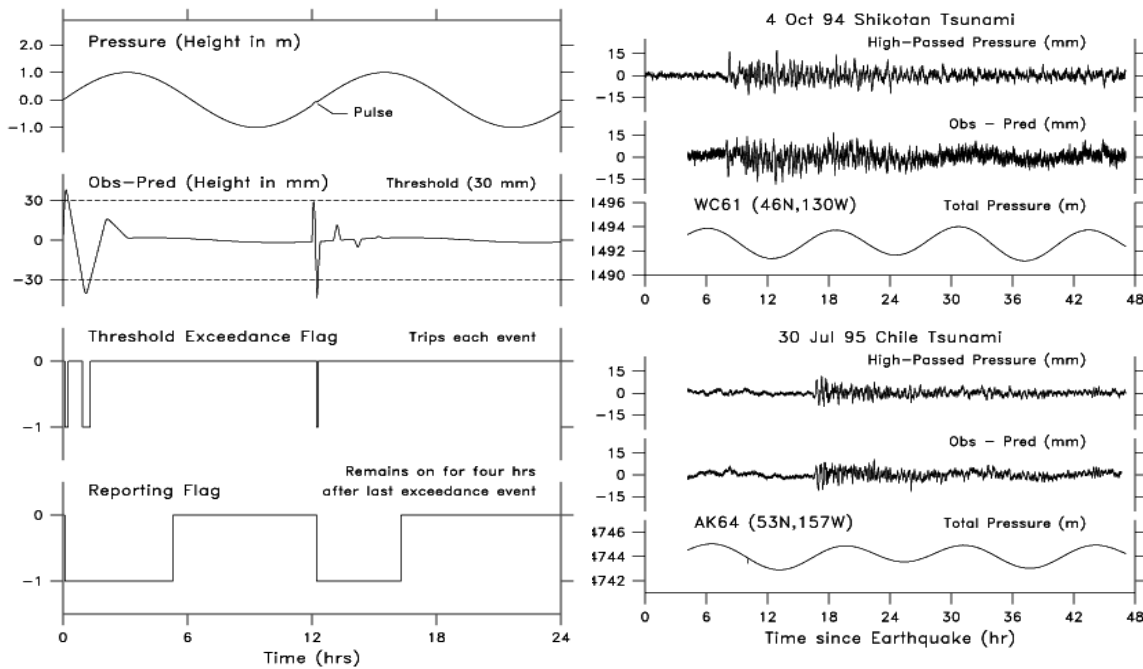 Pressure (Height in m)
2.0
1.0
0.0
-1.0
Pulse
Obs-Pred (Height in mm)
Threshold (30 mm)
30
0
-30
Threshold Exceedance Flag
Trips each event
0
-1
Remains on for four hrs
Reporting Flag
after last exceedance event
0
-1
0 6 12 18 24
Time (hrs)
4 Oct 94 Shikotan Tsunami
High-Passed Pressure (mm)
15
0
-15
Obs - Pred (mm)
15
0
-15
WC61 (46N,130W)
Total Pressure (m)
1496
1494
1492
1490
0 6 12 18 24 30 36 42 48
30 Jul 95 Chile Tsunami
High-Passed Pressure (mm)
15
0
-15
Obs - Pred (mm)
15
0
-15
AK64 (53N,157W)
Total Pressure (m)
4746
4744
4742
0 6 12 18 24 30 36 42 48
Time since Earthquake (hr)